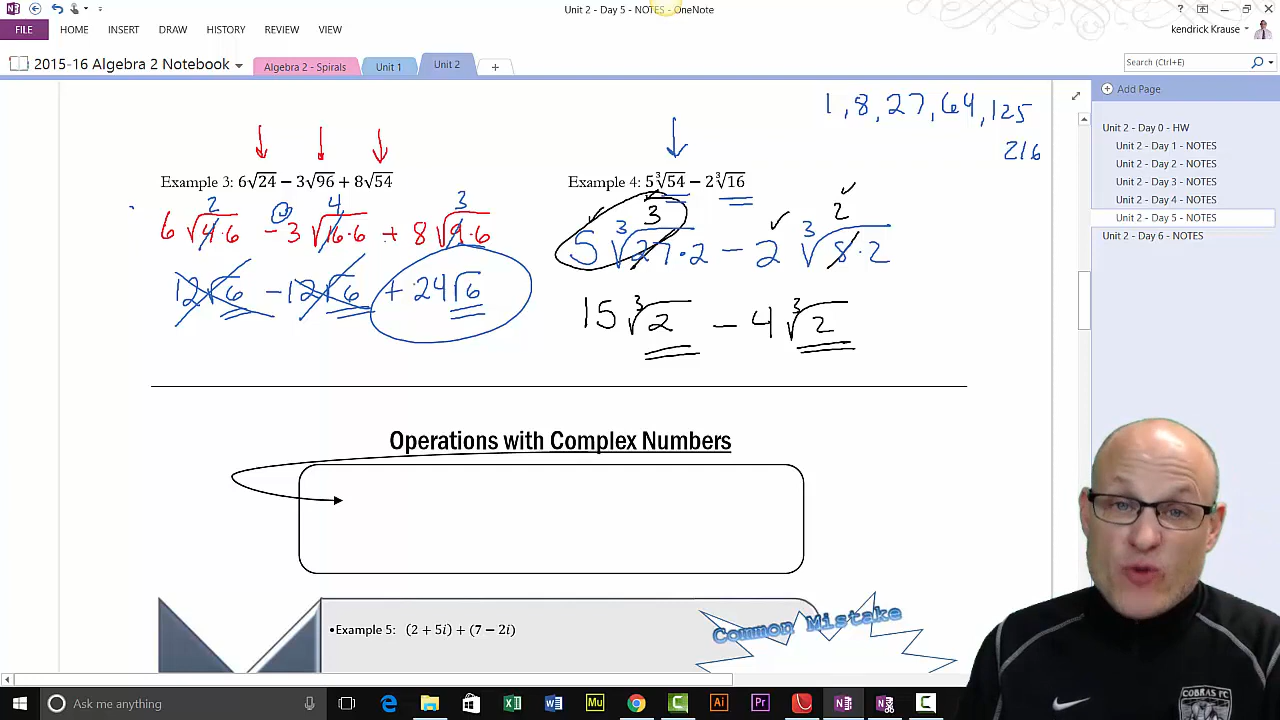 Unit 2 - Day 5 - NOTES - OneNote
FILE HOME INSERT DRAW HISTORY REVIEW VIEW
kendrick Krause
2015-16 Algebra 2 Notebook
Algebra 2 - Spirals Unit 1 Unit 2
Search (Ctrl+E)
Add Page
Unit 2 - Day 0 - HW
Unit 2 - Day 1 - NOTES
Unit 2 - Day 2 - NOTES
Unit 2 - Day 3 - NOTES
Unit 2 - Day 4 - NOTES
Unit 2 - Day 5 - NOTES
Unit 2 - Day 6 - NOTES
1, 8, 27, 64, 125
216
Example 3: 6√24 − 3√96 + 8√54
2 4 3
6√4·6 − 3√16·6 + 8√9·6
12√6 − 12√6 + 24√6
Example 4: 5∛54 − 2∛16
3 2
5∛27·2 − 2∛8·2
15∛2 − 4∛2
Operations with Complex Numbers
•Example 5: (2 + 5i) + (7 − 2i)
Common Mistake
COBRAS FC
Ask me anything